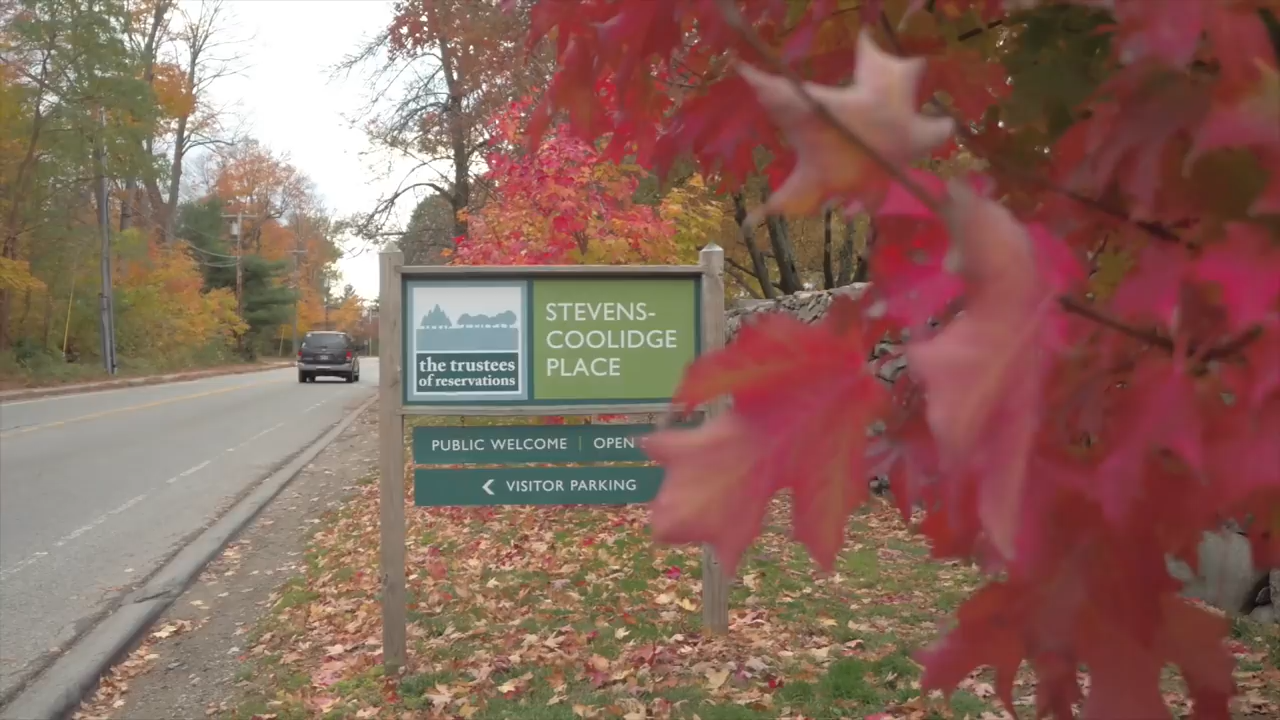 the trustees
of reservations
STEVENS-
COOLIDGE
PLACE
PUBLIC WELCOME | OPEN
VISITOR PARKING